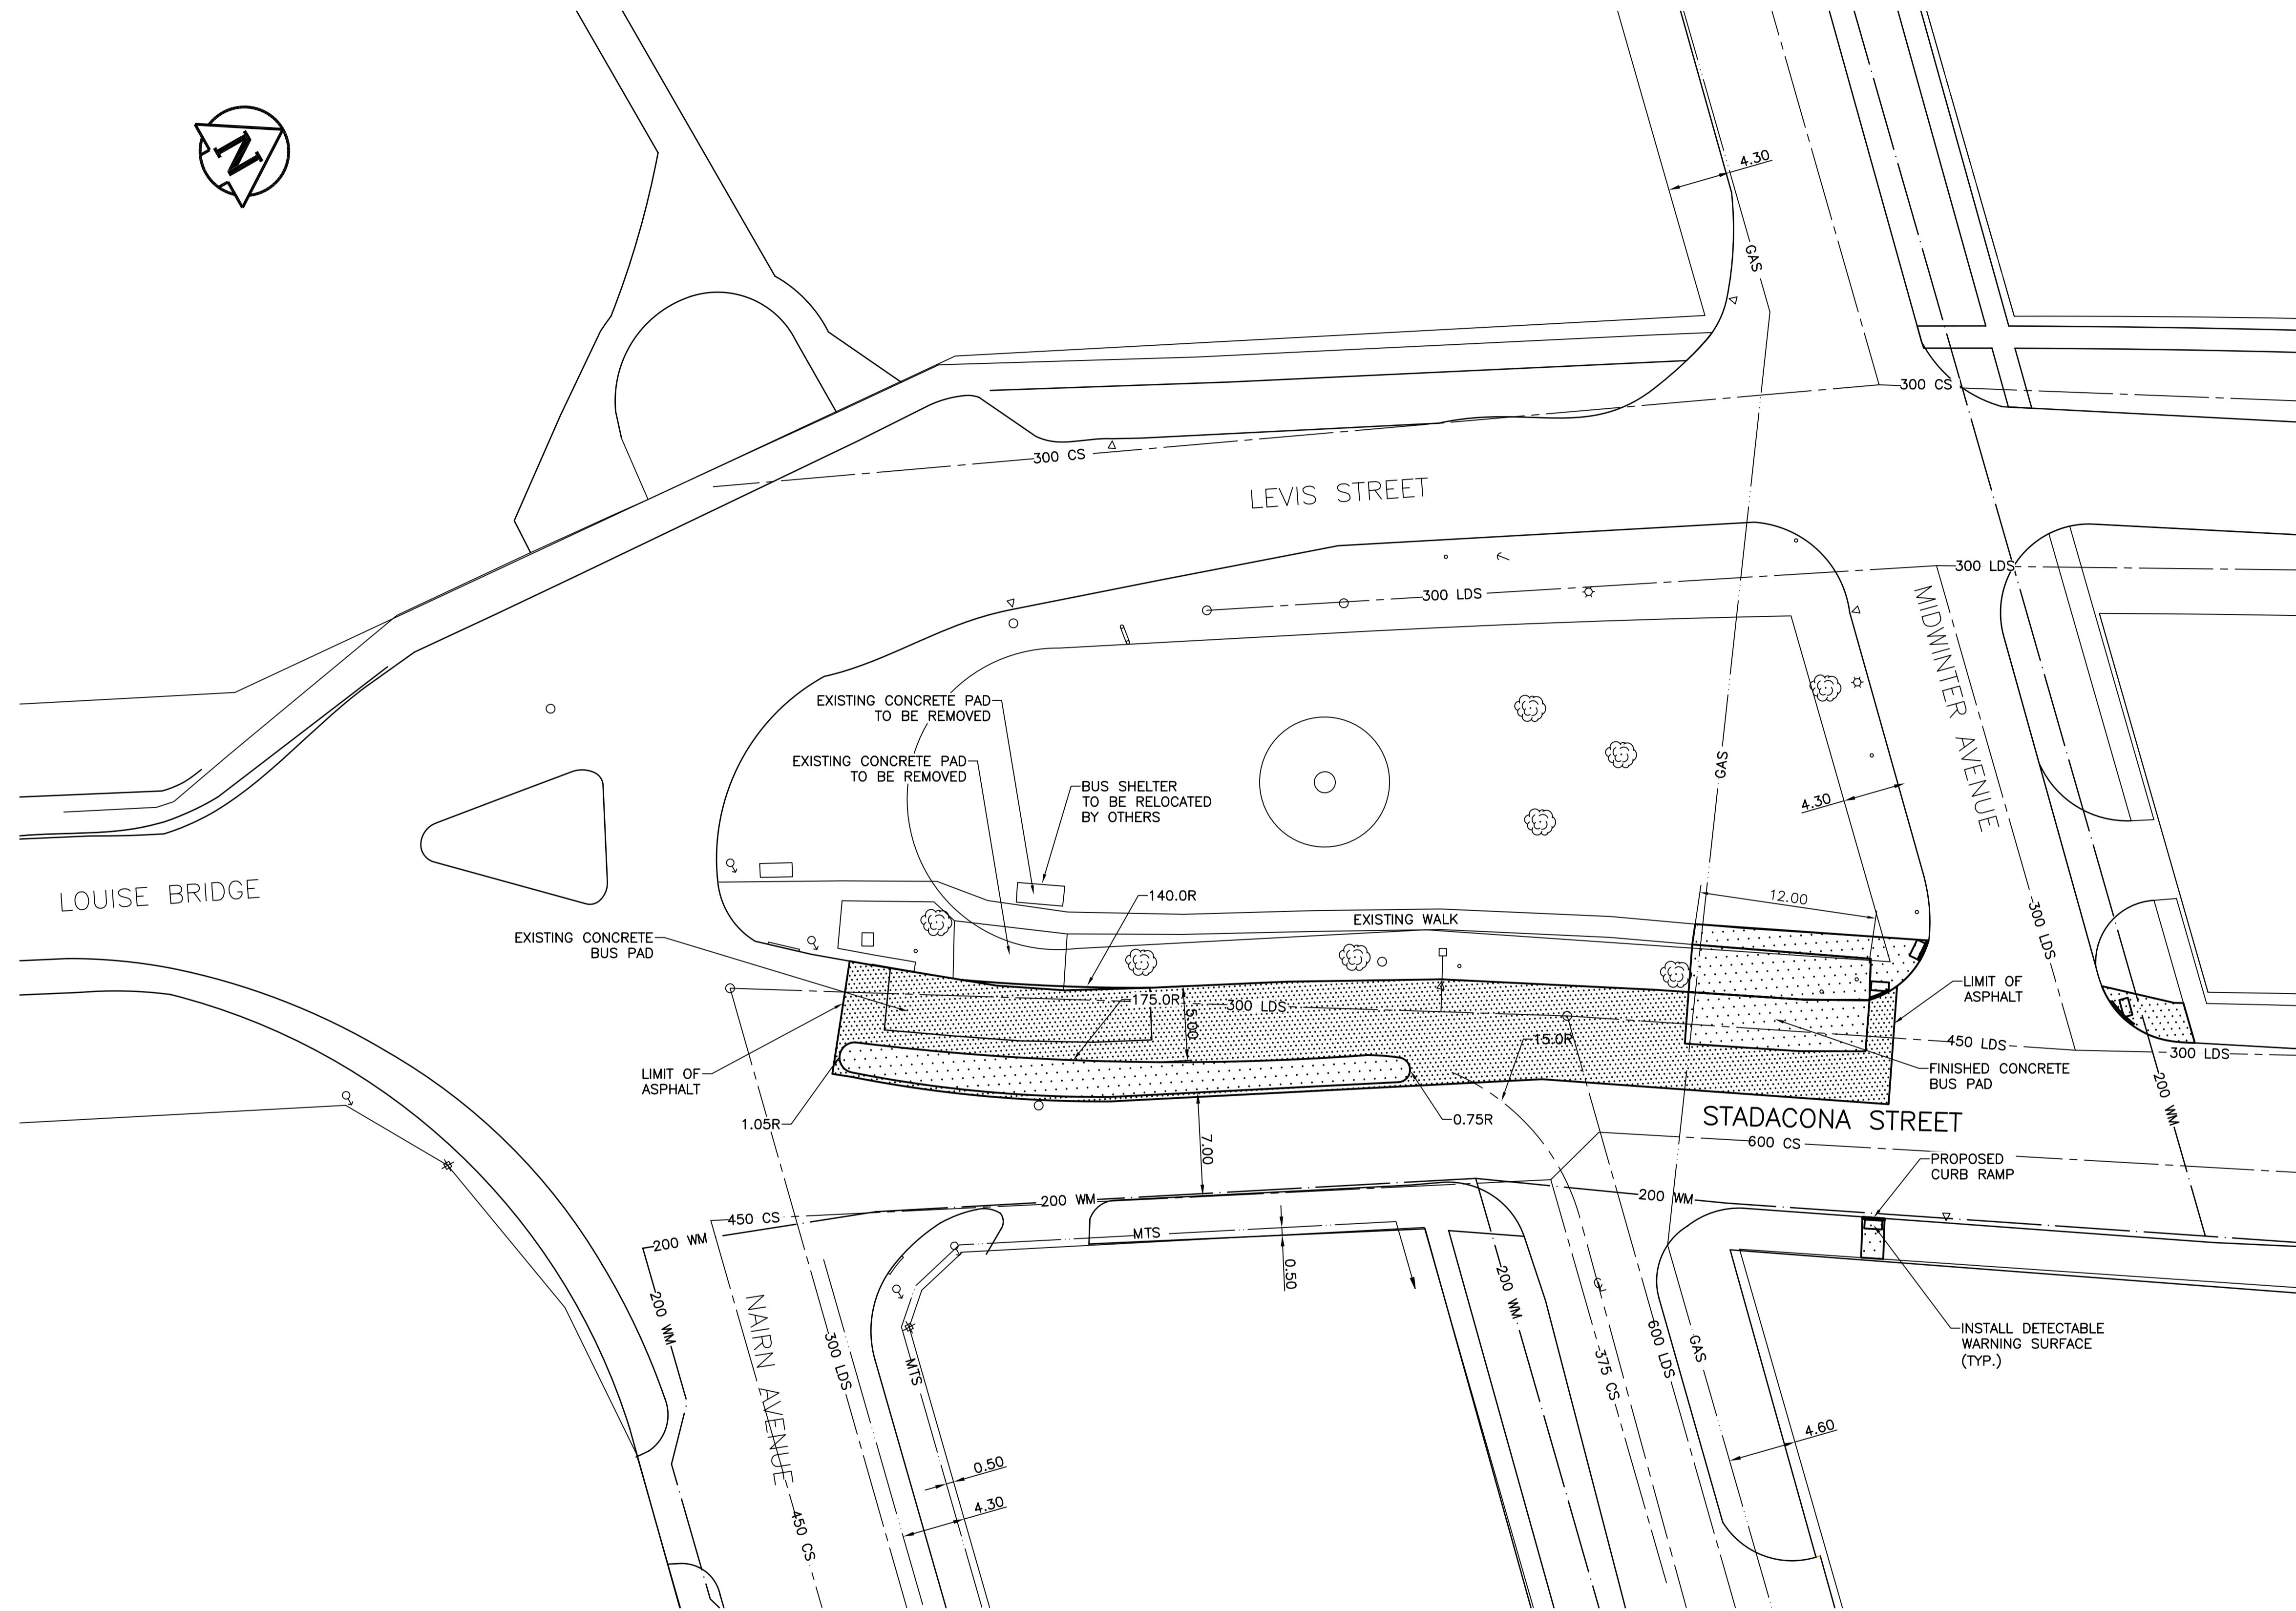 N
4.30
GAS
300 CS
300 CS
LEVIS STREET
300 LDS
300 LDS
MIDWINTER AVENUE
EXISTING CONCRETE PAD
TO BE REMOVED
EXISTING CONCRETE PAD
TO BE REMOVED
BUS SHELTER
TO BE RELOCATED
BY OTHERS
GAS
4.30
LOUISE BRIDGE
140.0R
12.00
EXISTING WALK
300 LDS
EXISTING CONCRETE
BUS PAD
LIMIT OF
ASPHALT
175.0R
300 LDS
5.00
15.0R
450 LDS
300 LDS
LIMIT OF
ASPHALT
FINISHED CONCRETE
BUS PAD
200 WM
1.05R
0.75R
STADACONA STREET
7.00
600 CS
PROPOSED
CURB RAMP
200 WM
200 WM
450 CS
200 WM
MTS
0.50
200 WM
200 WM
NAIRN AVENUE
300 LDS
MTS
375 CS
600 LDS
GAS
INSTALL DETECTABLE
WARNING SURFACE
(TYP.)
4.60
0.50
4.30
450 CS